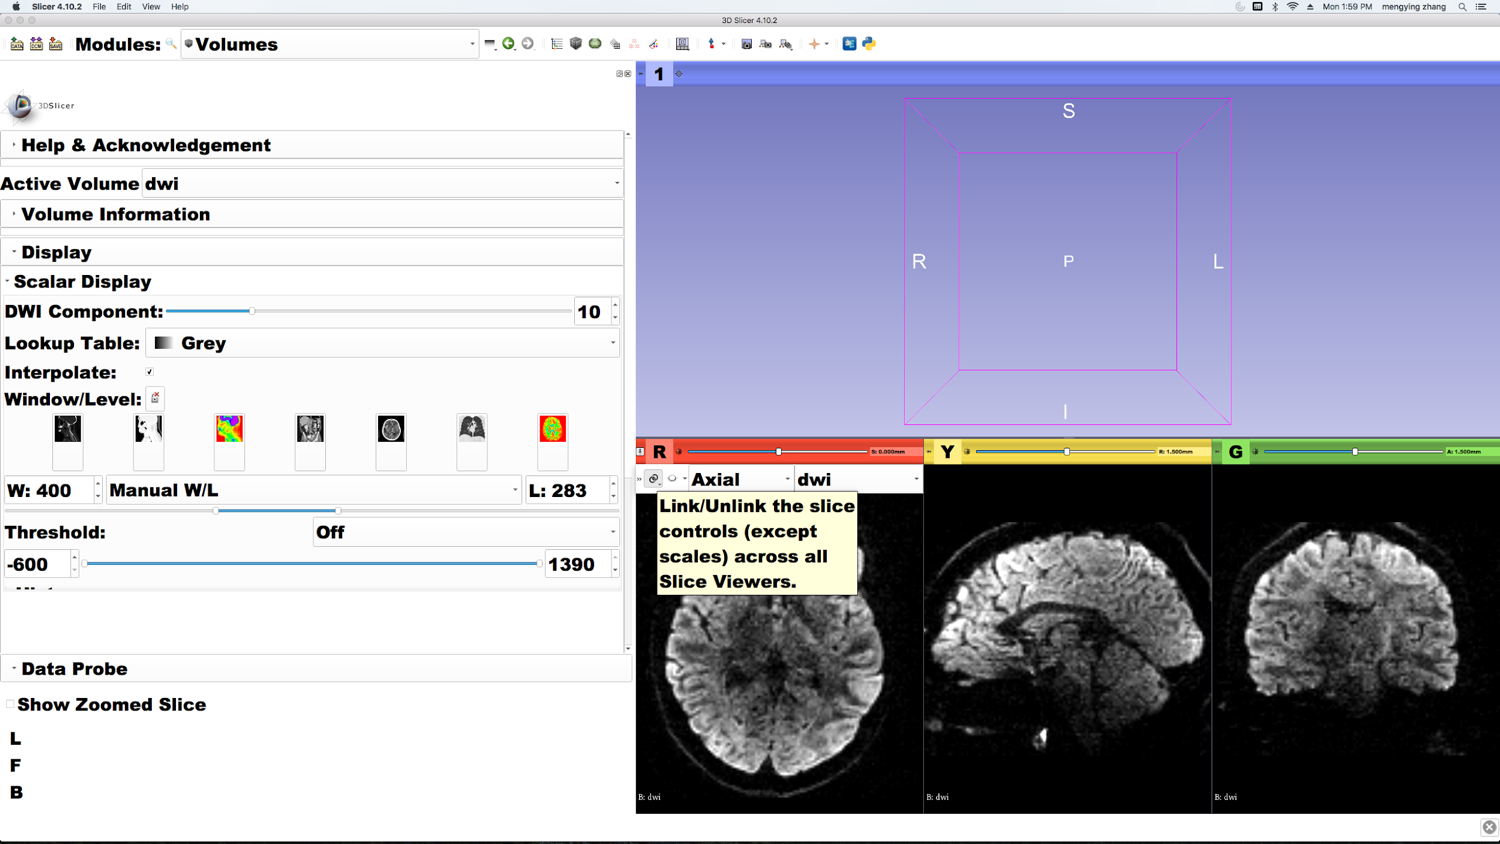 Slicer 4.10.2 File Edit View Help Mon 1:59 PM mengying zhang
3D Slicer 4.10.2
DATA DCM SAVE Modules: Volumes
1
3DSlicer
S
Help & Acknowledgement
Active Volume dwi
Volume Information
Display
R P L
Scalar Display
DWI Component: 10
Lookup Table: Grey
Interpolate:
Window/Level:
I
R S: 0.000mm Y R: 1.500mm G A: 1.500mm
Axial dwi
W: 400 Manual W/L L: 283
Link/Unlink the slice
controls (except
scales) across all
Slice Viewers.
Threshold: Off
-600 1390
Data Probe
Show Zoomed Slice
L
F
B
B: dwi B: dwi B: dwi